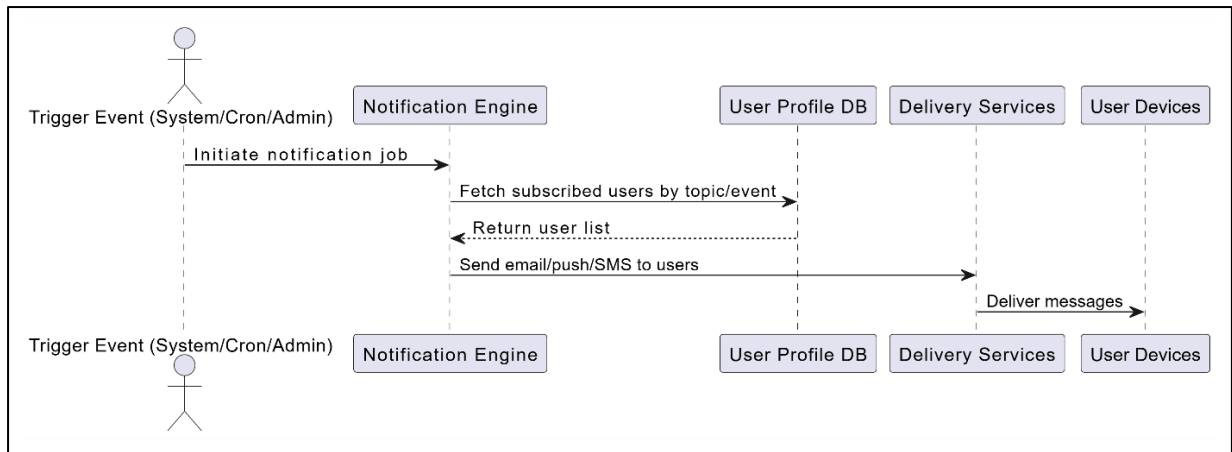 Trigger Event (System/Cron/Admin)
Notification Engine
User Profile DB
Delivery Services
User Devices
Initiate notification job
Fetch subscribed users by topic/event
Return user list
Send email/push/SMS to users
Deliver messages
Trigger Event (System/Cron/Admin)
Notification Engine
User Profile DB
Delivery Services
User Devices